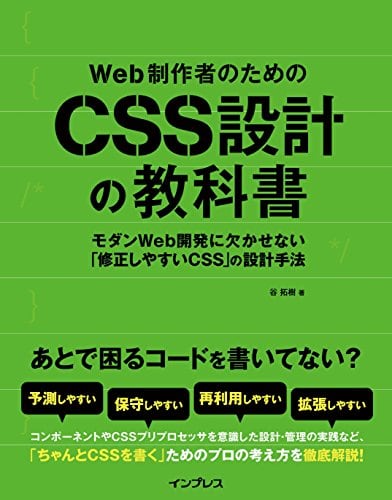 Web制作者のための
CSS設計
の教科書
/*
*/
モダンWeb開発に欠かせない
「修正しやすいCSS」の設計手法
谷 拓樹 著
あとで困るコードを書いてない？
予測しやすい
保守しやすい
再利用しやすい
拡張しやすい
コンポーネントやCSSプリプロセッサを意識した設計・管理の実践など、
「ちゃんとCSSを書く」ためのプロの考え方を徹底解説！
インプレス